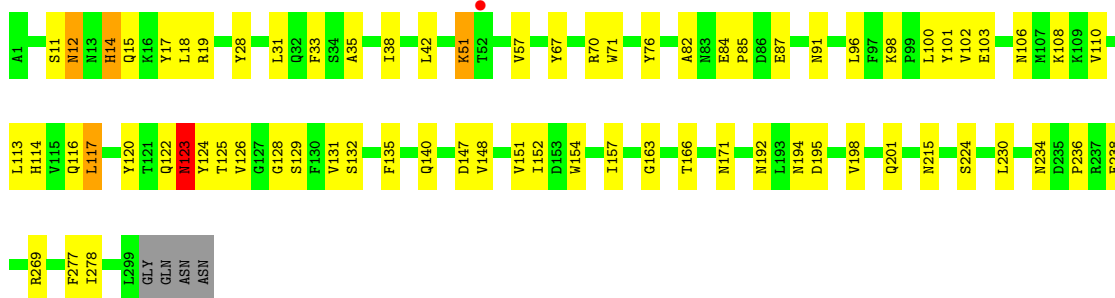 A1 S11 N12 N13 H14 Q15 K16 Y17 L18 R19 Y28 L31 Q32 F33 S34 A35 I38 L42 K51 T52 V57 Y67 R70 W71 Y76 A82 N83 E84 P85 D86 E87 N91 L96 F97 K98 P99 L100 Y101 V102 E103 N106 M107 K108 K109 V110
L113 H114 V115 Q116 L117 Y120 T121 Q122 N123 Y124 T125 V126 G127 G128 S129 F130 V131 S132 F135 Q140 D147 V148 V151 I152 D153 W154 I157 G163 T166 N171 N192 L193 N194 D195 V198 Q201 N215 S224 L230 N234 D235 P236 R237
R269 F277 I278 L299 GLY GLN ASN ASN